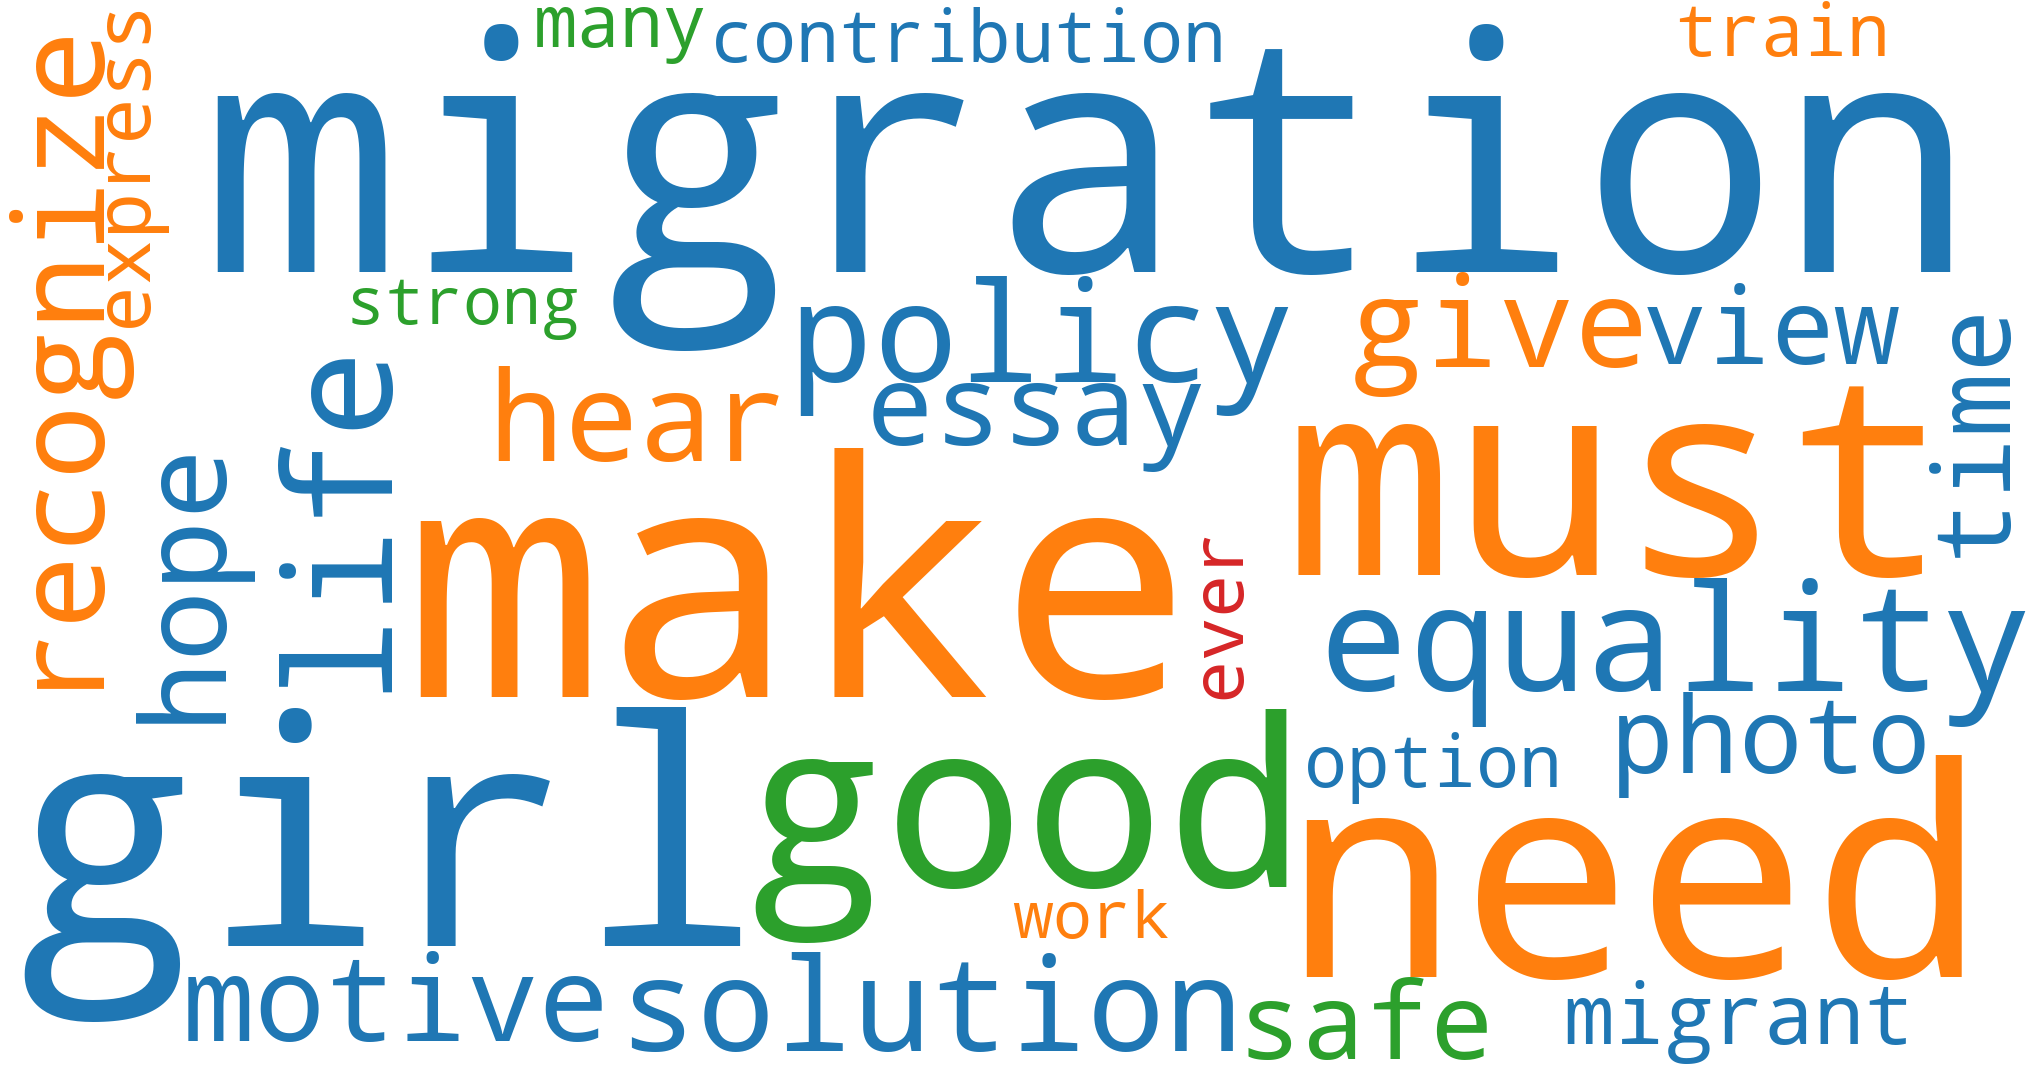 many
contribution
train
migration
recognize
express
strong
policy
give
view
time
life
hear
essay
must
hope
make
ever
equality
photo
girl
good
option
need
work
motive
solution
safe
migrant